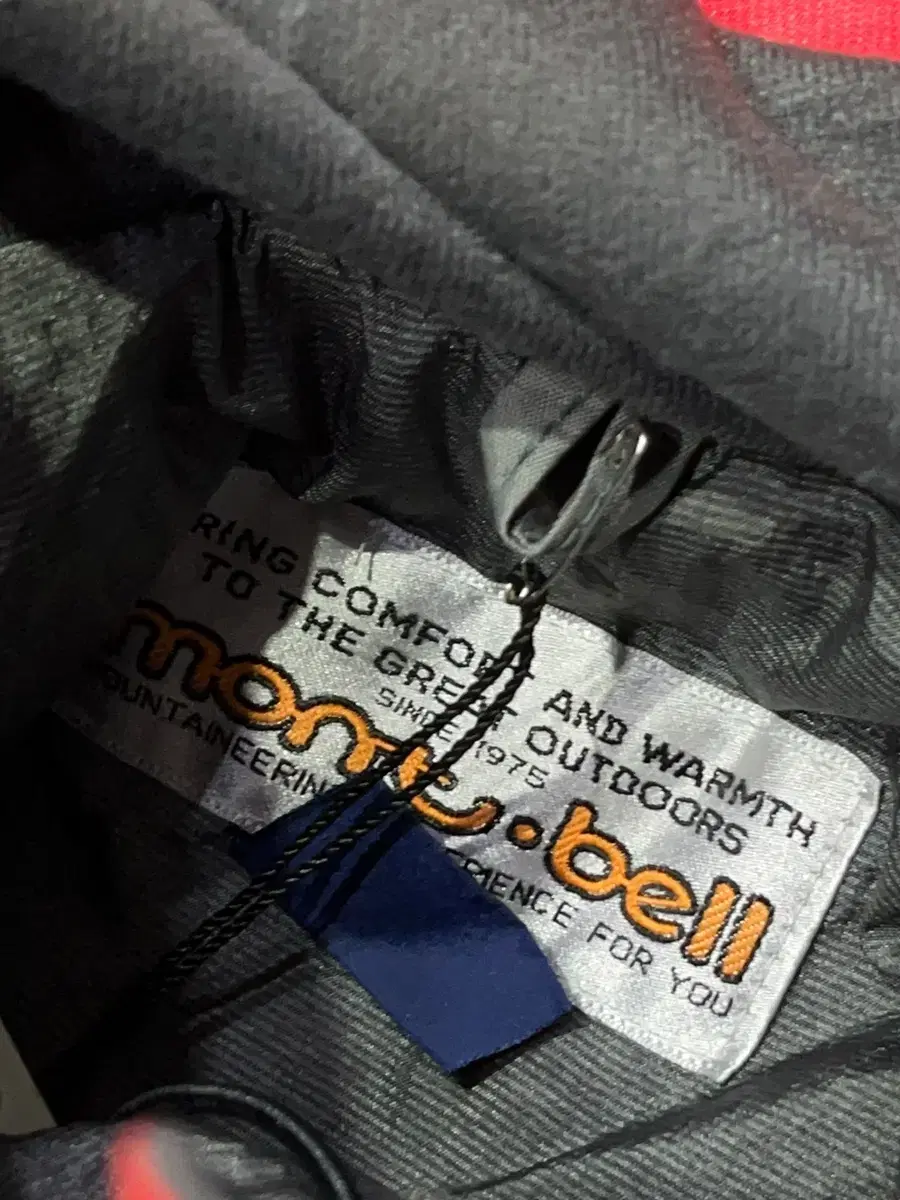 RING COMFORT AND WARMTH
TO THE GREAT OUTDOORS
SINCE 1975
mont.bell
OUNTAINEERIN ERIENCE FOR YOU